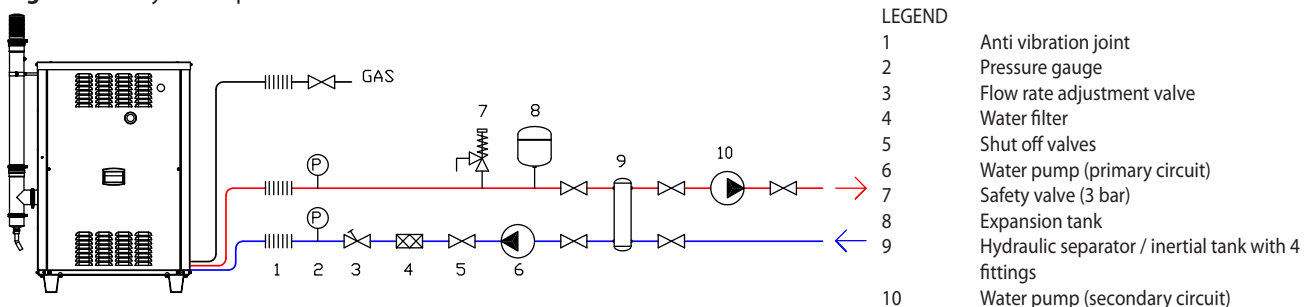 LEGEND
1 Anti vibration joint
2 Pressure gauge
3 Flow rate adjustment valve
4 Water filter
5 Shut off valves
6 Water pump (primary circuit)
7 Safety valve (3 bar)
8 Expansion tank
9 Hydraulic separator / inertial tank with 4
fittings
10 Water pump (secondary circuit)
GAS
7 8
9 10
P
P
1 2 3 4 5 6